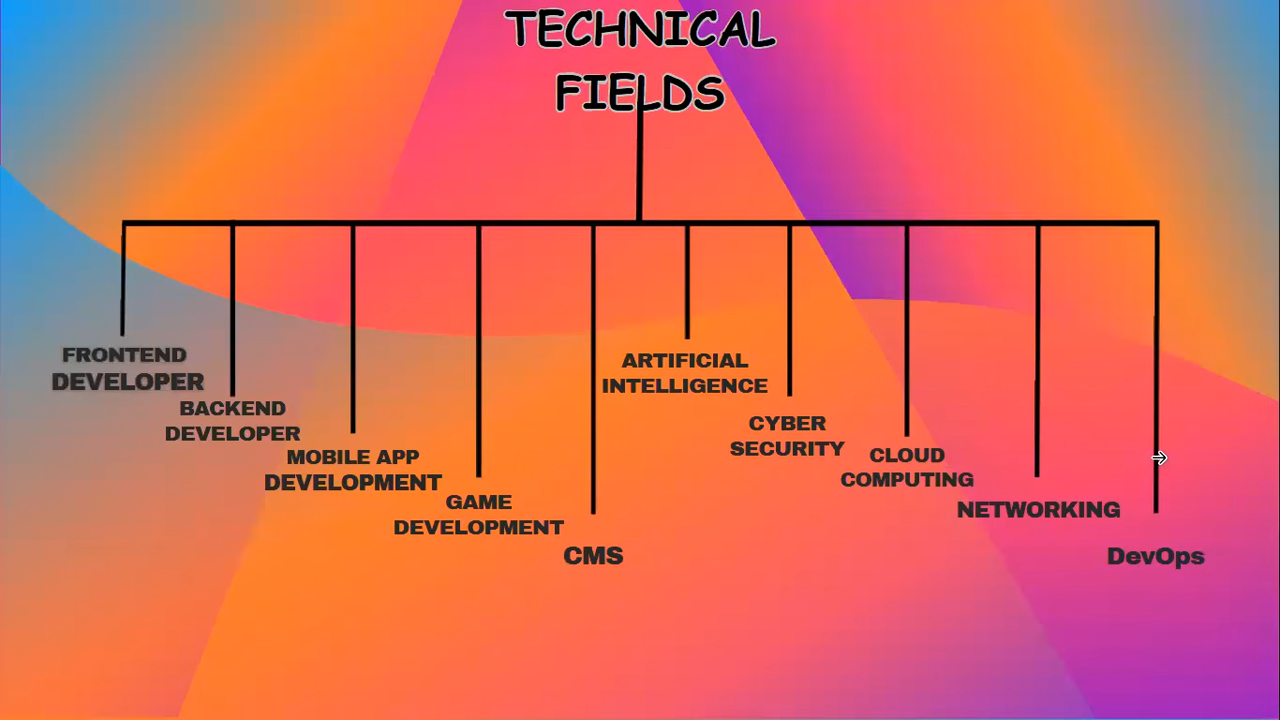 TECHNICAL
FIELDS
FRONTEND
DEVELOPER
BACKEND
DEVELOPER
MOBILE APP
DEVELOPMENT
GAME
DEVELOPMENT
CMS
ARTIFICIAL
INTELLIGENCE
CYBER
SECURITY
CLOUD
COMPUTING
NETWORKING
DevOps